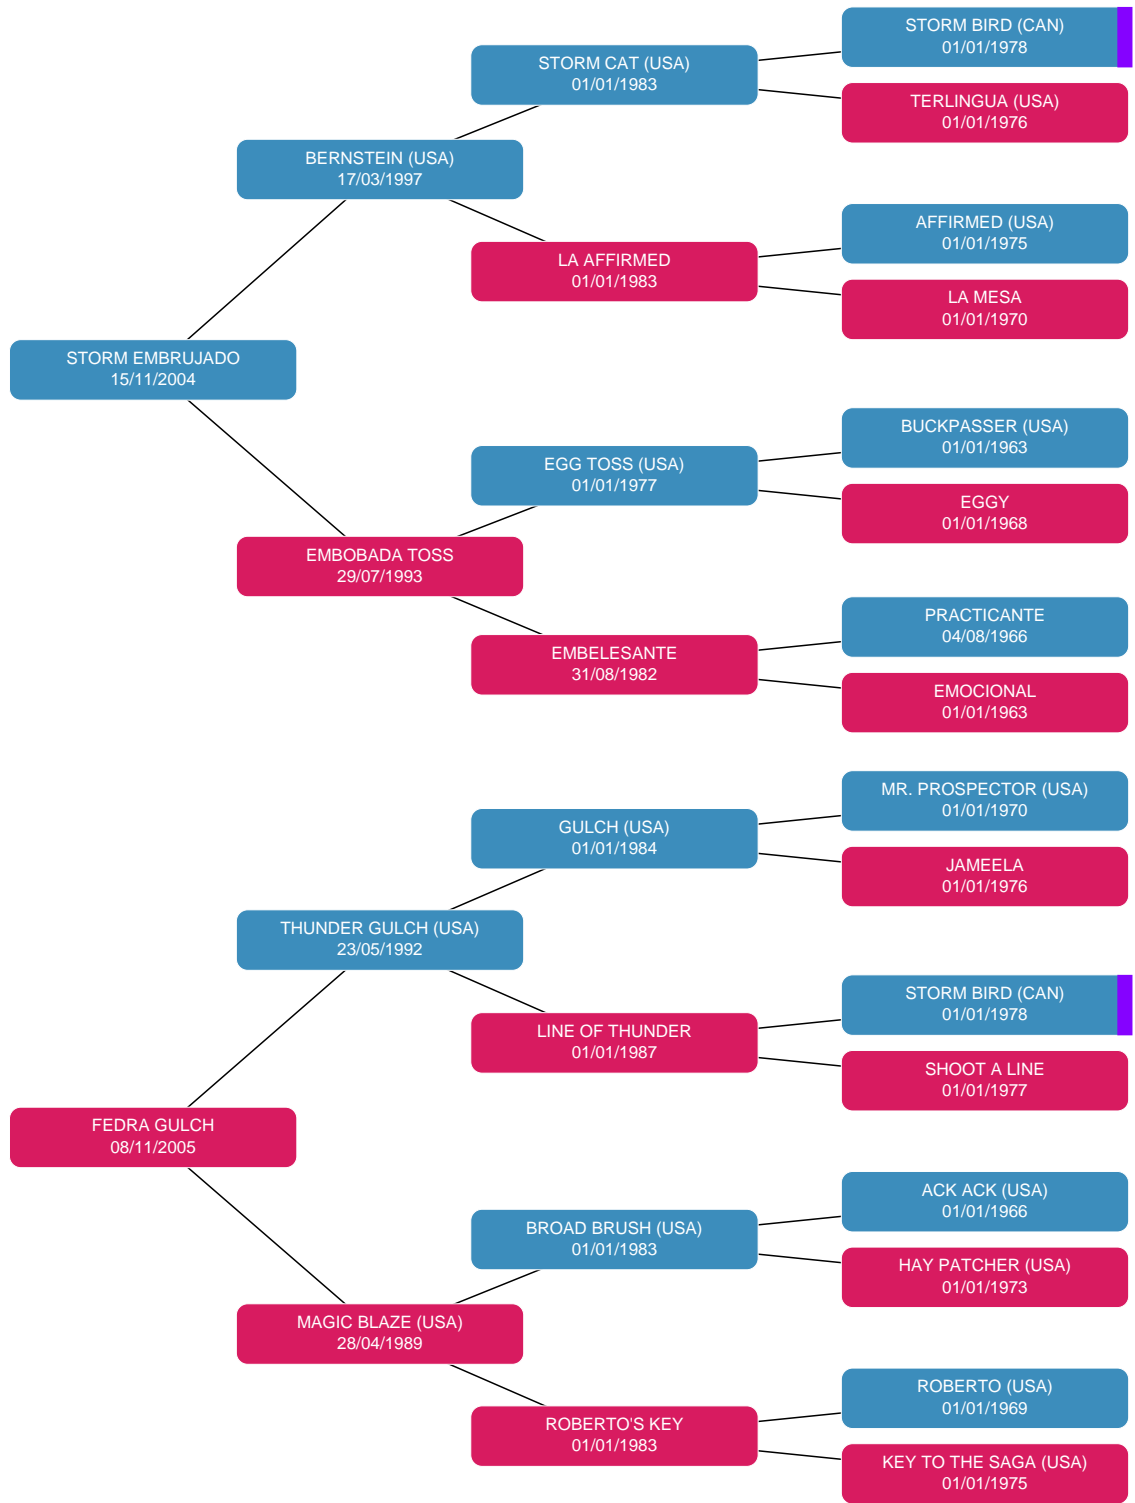 STORM BIRD (CAN)
01/01/1978
STORM CAT (USA)
01/01/1983
TERLINGUA (USA)
01/01/1976
BERNSTEIN (USA)
17/03/1997
AFFIRMED (USA)
01/01/1975
LA AFFIRMED
01/01/1983
LA MESA
01/01/1970
STORM EMBRUJADO
15/11/2004
BUCKPASSER (USA)
01/01/1963
EGG TOSS (USA)
01/01/1977
EGGY
01/01/1968
EMBOBADA TOSS
29/07/1993
PRACTICANTE
04/08/1966
EMBELESANTE
31/08/1982
EMOCIONAL
01/01/1963
MR. PROSPECTOR (USA)
01/01/1970
GULCH (USA)
01/01/1984
JAMEELA
01/01/1976
THUNDER GULCH (USA)
23/05/1992
STORM BIRD (CAN)
01/01/1978
LINE OF THUNDER
01/01/1987
SHOOT A LINE
01/01/1977
FEDRA GULCH
08/11/2005
ACK ACK (USA)
01/01/1966
BROAD BRUSH (USA)
01/01/1983
HAY PATCHER (USA)
01/01/1973
MAGIC BLAZE (USA)
28/04/1989
ROBERTO (USA)
01/01/1969
ROBERTO'S KEY
01/01/1983
KEY TO THE SAGA (USA)
01/01/1975